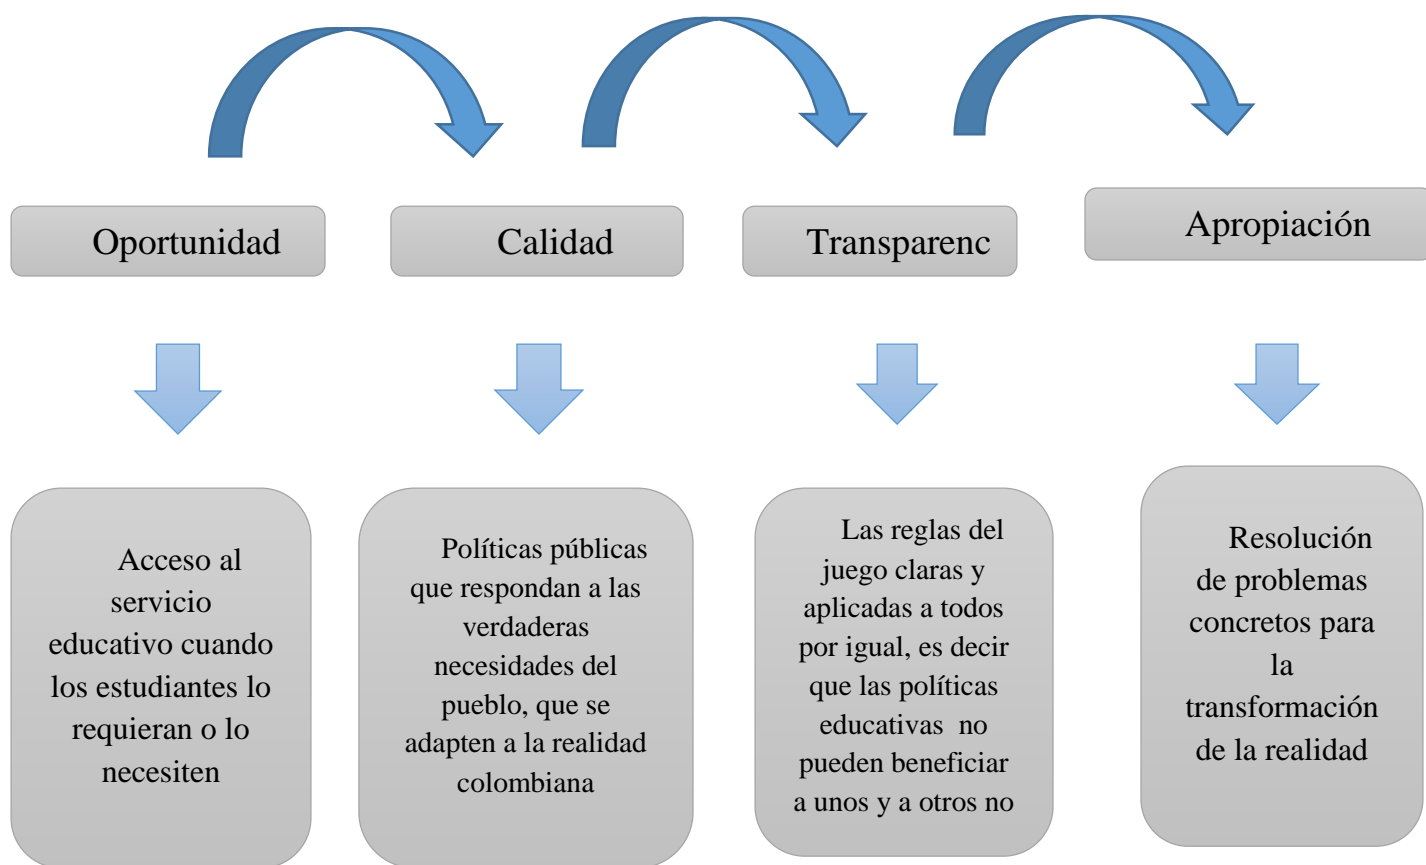 Oportunidad
Calidad
Transparenc
Apropiación
Acceso al
servicio
educativo cuando
los estudiantes lo
requieran o lo
necesiten
Políticas públicas
que respondan a las
verdaderas
necesidades del
pueblo, que se
adapten a la realidad
colombiana
Las reglas del
juego claras y
aplicadas a todos
por igual, es decir
que las políticas
educativas no
pueden beneficiar
a unos y a otros no
Resolución
de problemas
concretos para
la
transformación
de la realidad